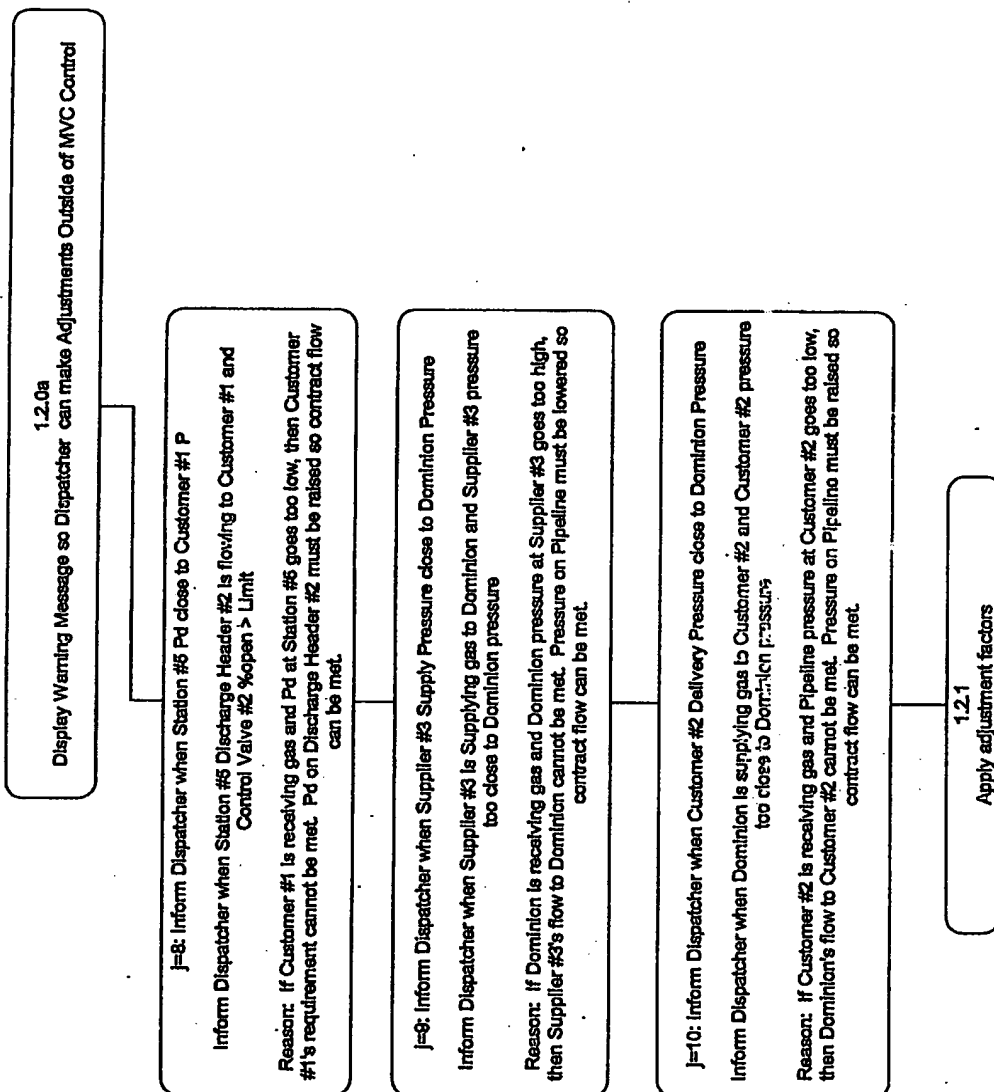 1.2.0a
Display Warning Message so Dispatcher can make Adjustments Outside of MVC Control
j=8: Inform Dispatcher when Station #5 Pd close to Customer #1 P
Inform Dispatcher when Station #5 Discharge Header #2 is flowing to Customer #1 and
Control Valve #2 %open > Limit
Reason: If Customer #1 is receiving gas and Pd at Station #5 goes too low, then Customer
#1's requirement cannot be met. Pd on Discharge Header #2 must be raised so contract flow
can be met.
j=9: Inform Dispatcher when Supplier #3 Supply Pressure close to Dominion Pressure
Inform Dispatcher when Supplier #3 is Supplying gas to Dominion and Supplier #3 pressure
too close to Dominion pressure
Reason: If Dominion is receiving gas and Dominion pressure at Supplier #3 goes too high,
then Supplier #3's flow to Dominion cannot be met. Pressure on Pipeline must be lowered so
contract flow can be met.
j=10: Inform Dispatcher when Customer #2 Delivery Pressure close to Dominion Pressure
Inform Dispatcher when Dominion is supplying gas to Customer #2 and Customer #2 pressure
too close to Dominion pressure
Reason: If Customer #2 is receiving gas and Pipeline pressure at Customer #2 goes too low,
then Dominion's flow to Customer #2 cannot be met. Pressure on Pipeline must be raised so
contract flow can be met.
1.2.1
Apply adjustment factors